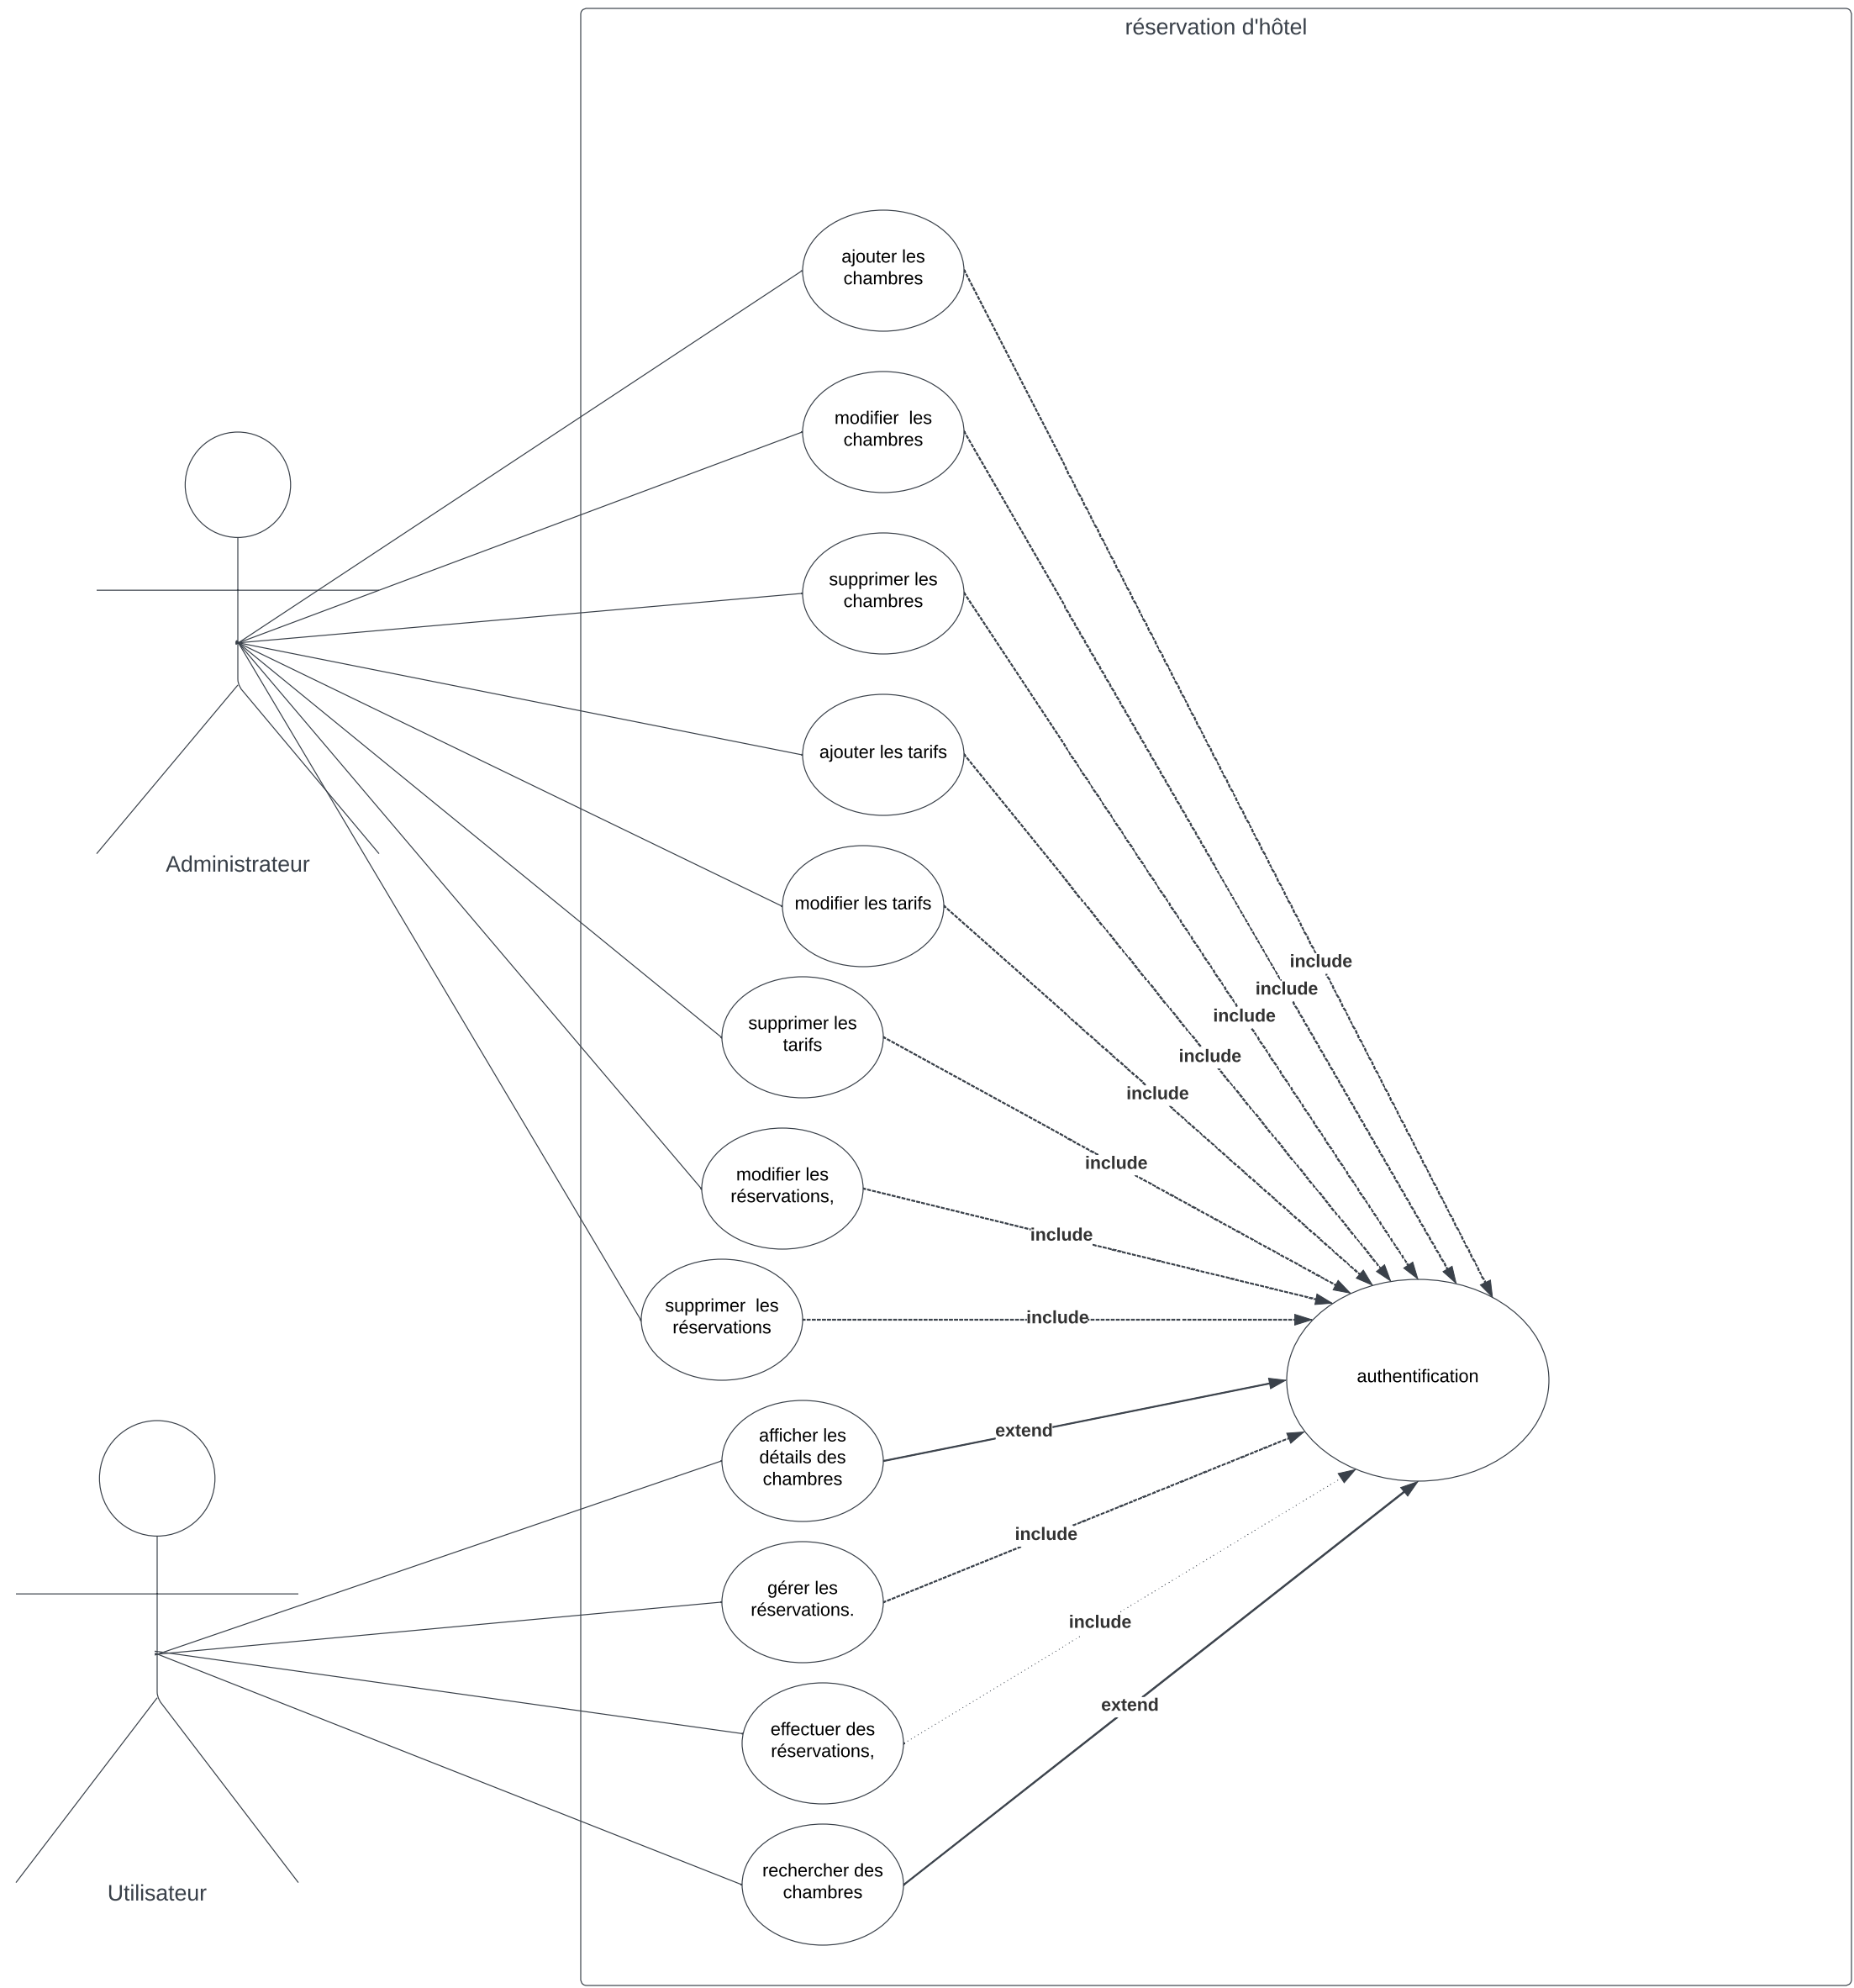 réservation d'hôtel
ajouter les
chambres
modifier  les
chambres
supprimer les
chambres
ajouter les tarifs
Administrateur
modifier les tarifs
include
include
include
supprimer les
tarifs
include
include
include
modifier les
réservations,
include
supprimer  les
réservations
include
authentification
afficher les
détails des
chambres
extend
include
gérer les
réservations.
include
extend
effectuer des
réservations,
rechercher des
chambres
Utilisateur